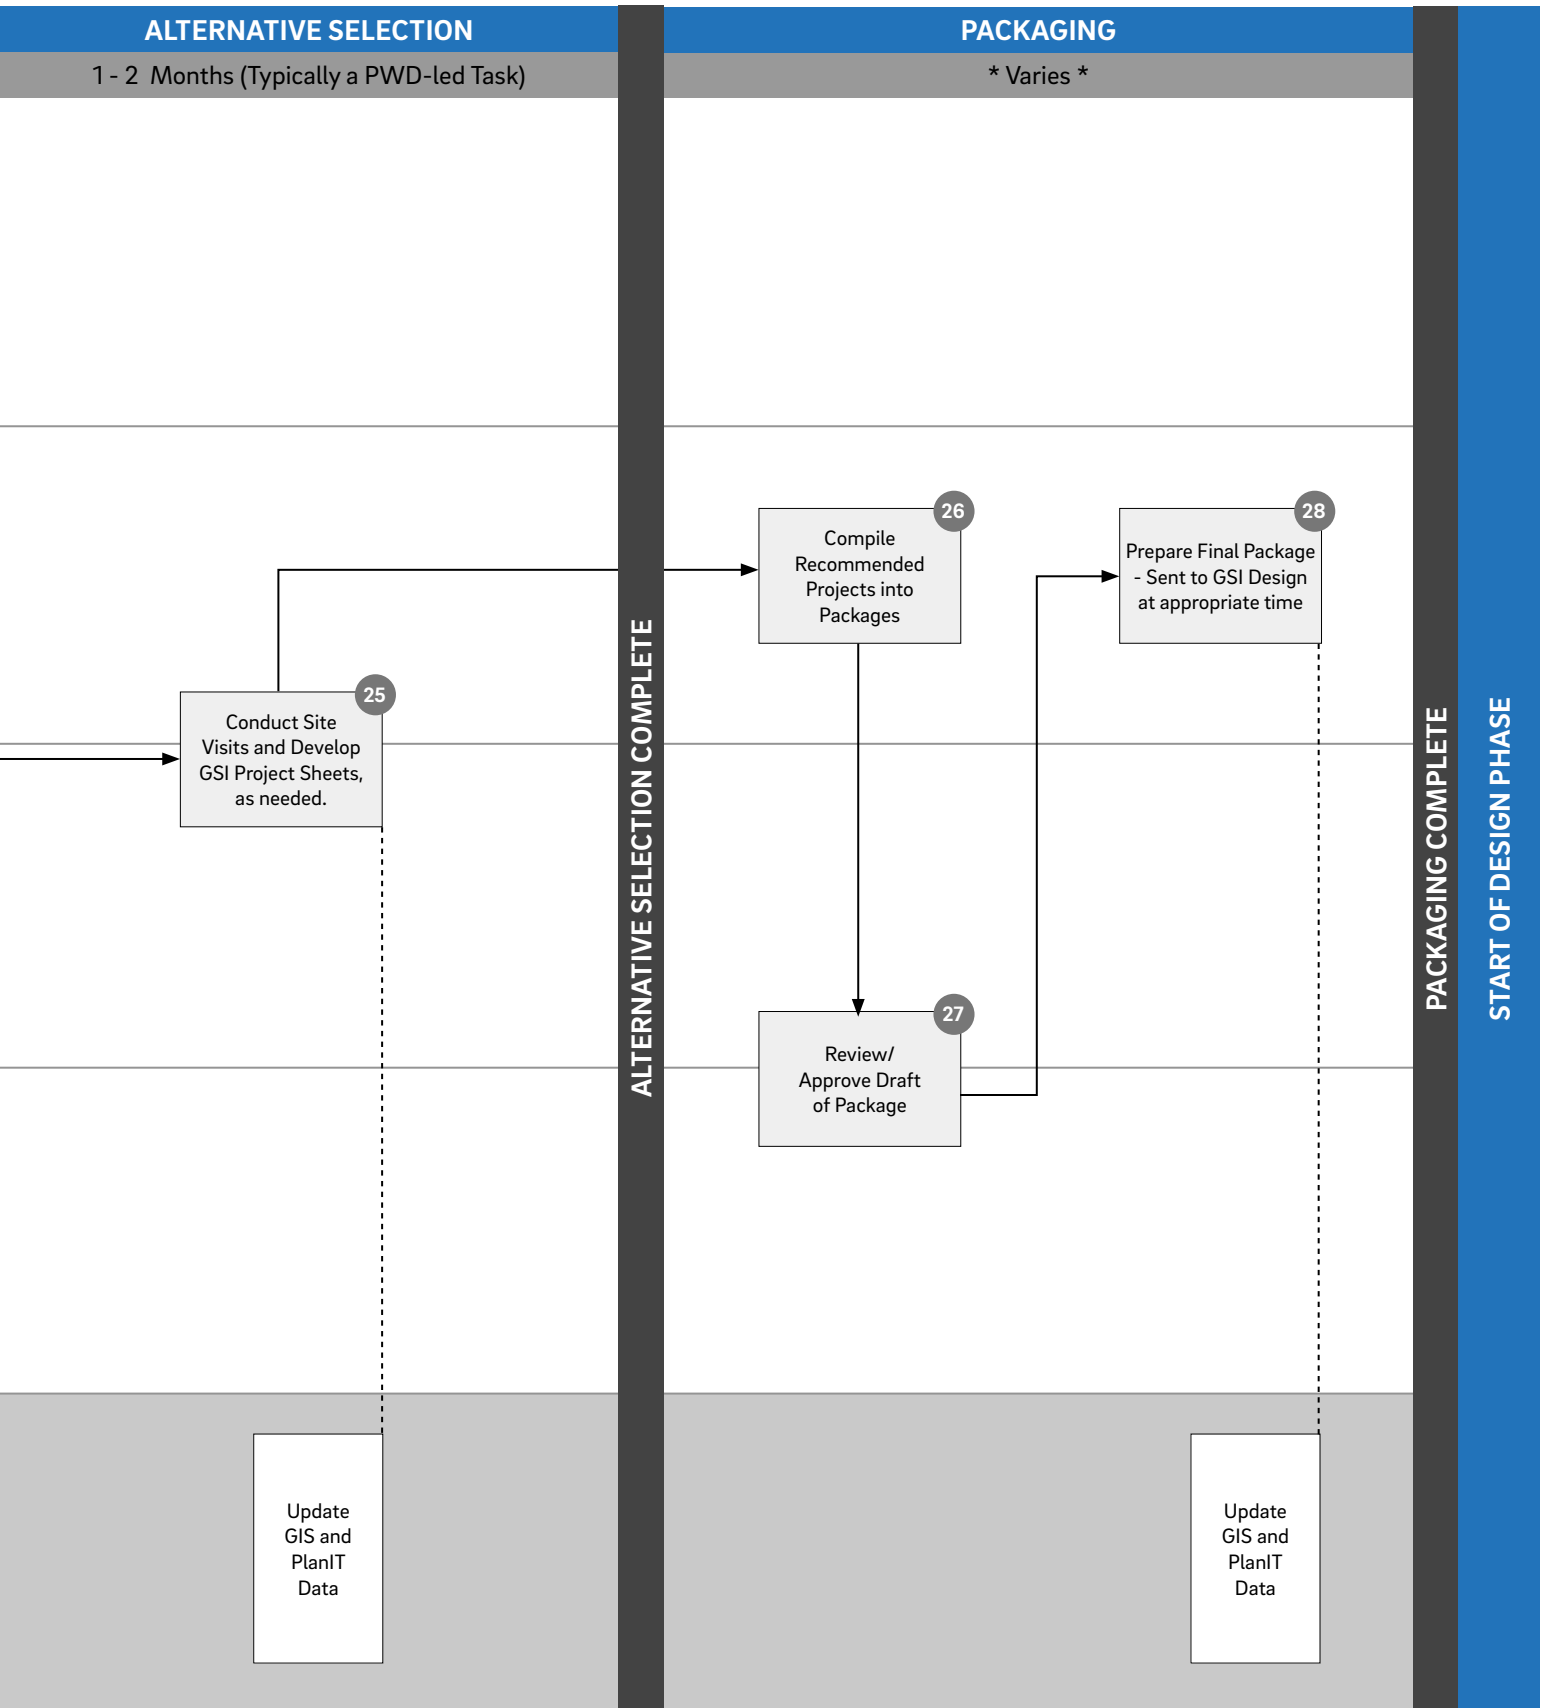 ALTERNATIVE SELECTION
1 - 2 Months (Typically a PWD-led Task)
PACKAGING
* Varies *
25
Conduct Site
Visits and Develop
GSI Project Sheets,
as needed.
Update
GIS and
PlanIT
Data
ALTERNATIVE SELECTION COMPLETE
26
Compile
Recommended
Projects into
Packages
27
Review/
Approve Draft
of Package
28
Prepare Final Package
- Sent to GSI Design
at appropriate time
Update
GIS and
PlanIT
Data
PACKAGING COMPLETE
START OF DESIGN PHASE